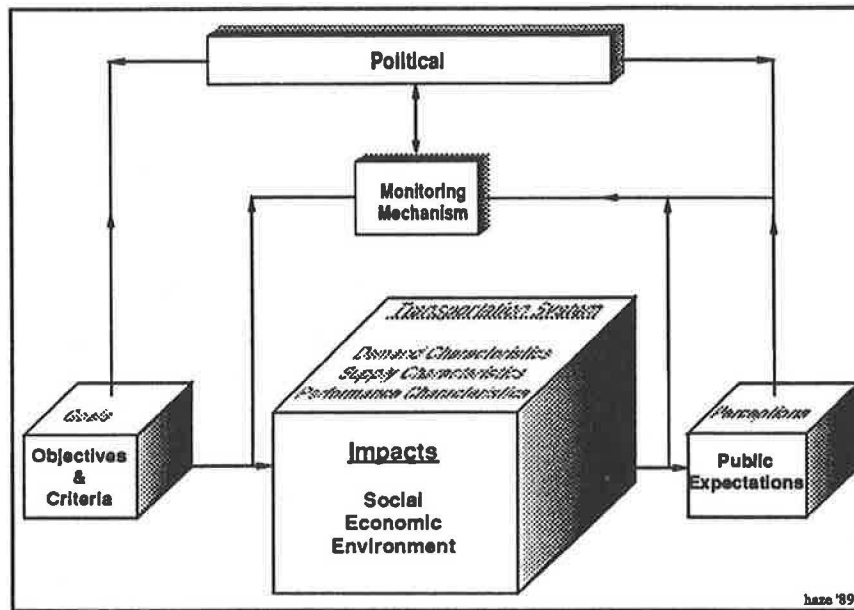 Political
Monitoring
Mechanism
Transportation System
Demand Characteristics
Supply Characteristics
Performance Characteristics
Goals
Objectives
&
Criteria
Impacts
Social
Economic
Environment
Perceptions
Public
Expectations
haze '89